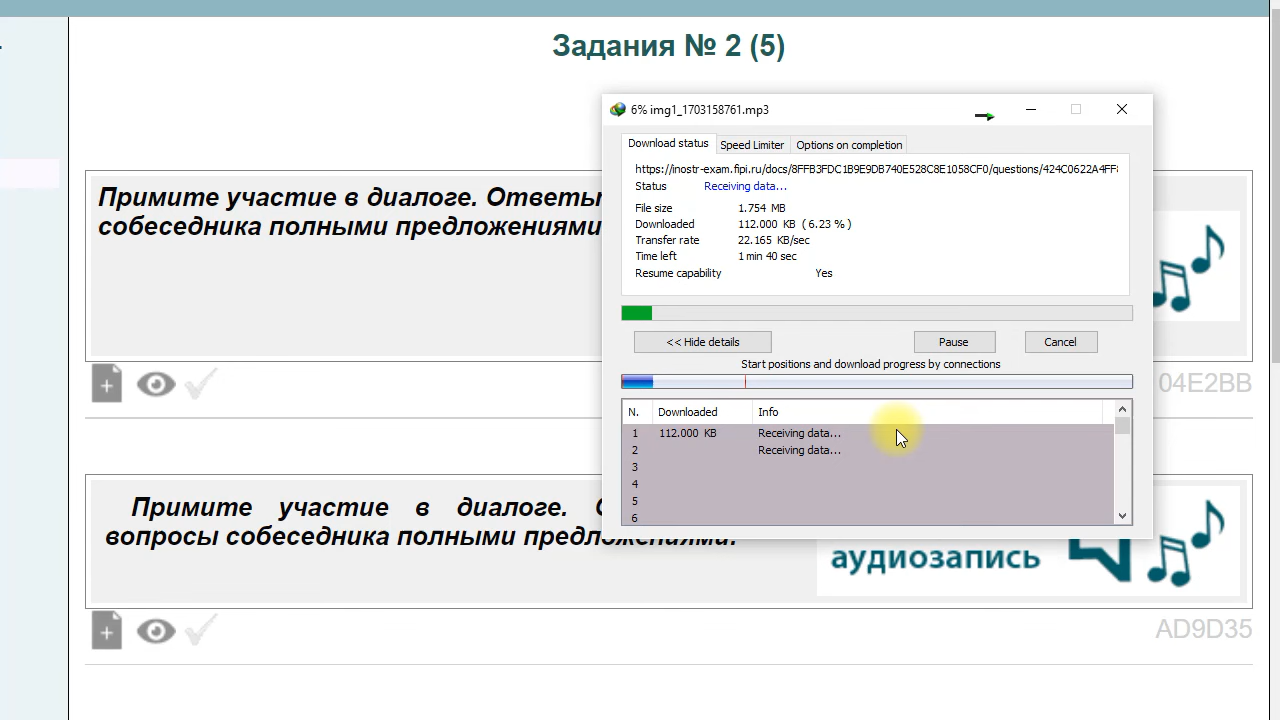 Задания № 2 (5)
6% img1_1703158761.mp3
Download status
Speed Limiter
Options on completion
https://inostr-exam.fipi.ru/docs/8FFB3FDC1B9E9DB740E528C8E1058CF0/questions/424C0622A4FF
Status Receiving data...
File size 1.754 MB
Downloaded 112.000 KB ( 6.23 % )
Transfer rate 22.165 KB/sec
Time left 1 min 40 sec
Resume capability Yes
<< Hide details
Pause
Cancel
Start positions and download progress by connections
N. Downloaded Info
1 112.000 KB Receiving data...
2 Receiving data...
3
4
5
6
Примите участие в диалоге. Ответы
собеседника полными предложениями
04E2BB
Примите участие в диалоге.
вопросы собеседника полными предложениями.
аудиозапись
AD9D35